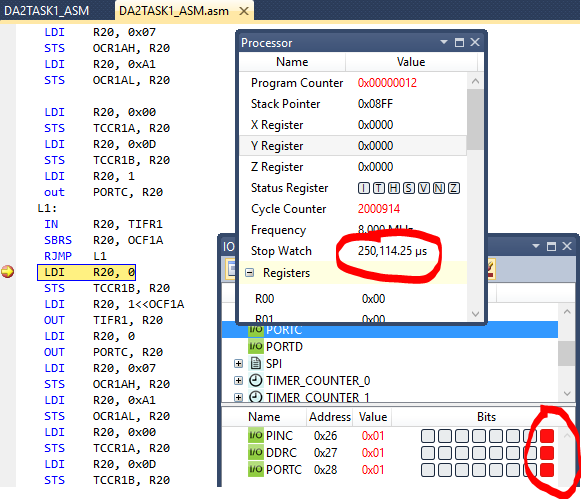 DA2TASK1_ASM DA2TASK1_ASM.asm
LDI R20, 0x07
STS OCR1AH, R20
LDI R20, 0xA1
STS OCR1AL, R20
LDI R20, 0x00
STS TCCR1A, R20
LDI R20, 0x0D
STS TCCR1B, R20
LDI R20, 1
out PORTC, R20
L1:
IN R20, TIFR1
SBRS R20, OCF1A
RJMP L1
LDI R20, 0
STS TCCR1B, R20
LDI R20, 1<<OCF1A
OUT TIFR1, R20
LDI R20, 0
OUT PORTC, R20
LDI R20, 0x07
STS OCR1AH, R20
LDI R20, 0xA1
STS OCR1AL, R20
LDI R20, 0x00
STS TCCR1A, R20
LDI R20, 0x0D
STS TCCR1B, R20
Processor
Name Value
Program Counter 0x00000012
Stack Pointer 0x08FF
X Register 0x0000
Y Register 0x0000
Z Register 0x0000
Status Register I T H S V N Z
Cycle Counter 2000914
Frequency 8,000 MHz
Stop Watch 250,114.25 µs
Registers
R00 0x00
R01 0x00
IO
I/O PORTC
I/O PORTD
SPI
TIMER_COUNTER_0
TIMER_COUNTER_1
Name Address Value Bits
I/O PINC 0x26 0x01
I/O DDRC 0x27 0x01
I/O PORTC 0x28 0x01